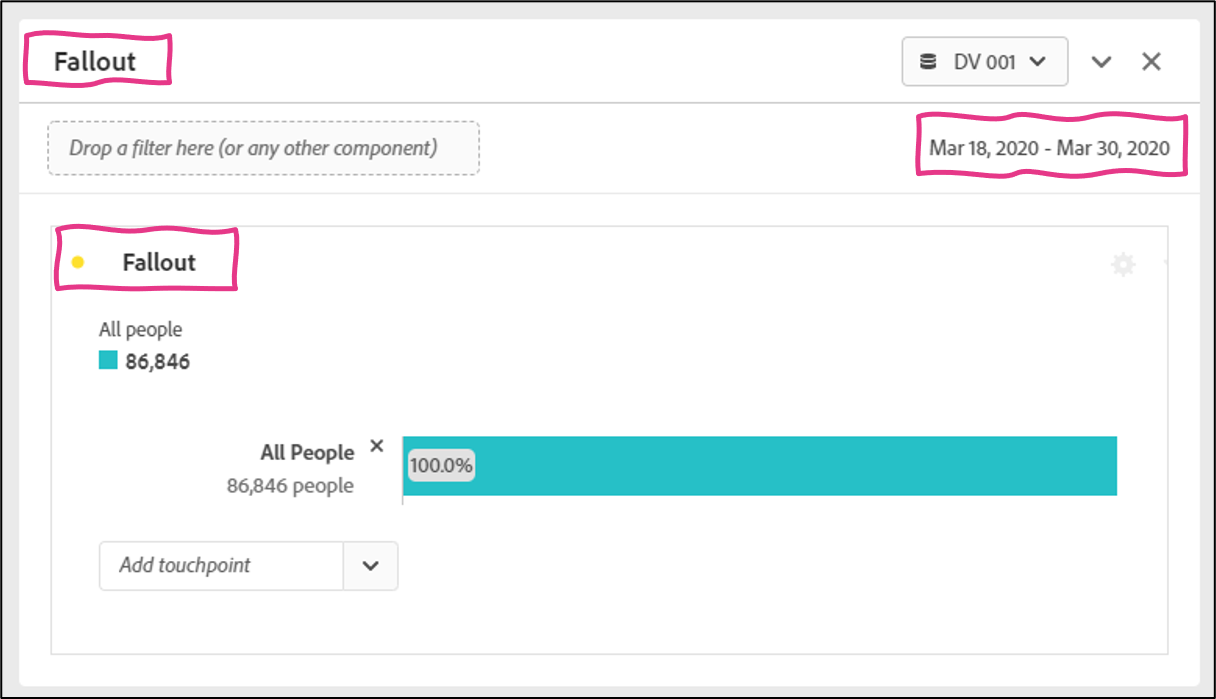 Fallout
DV 001
Drop a filter here (or any other component)
Mar 18, 2020 - Mar 30, 2020
Fallout
All people
86,846
All People
100.0%
86,846 people
Add touchpoint